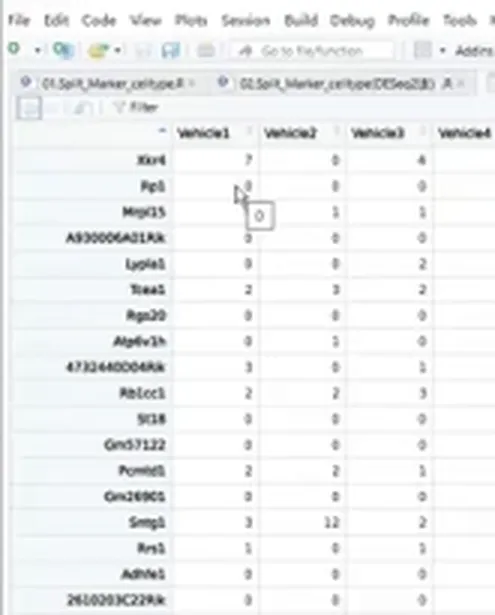 File Edit Code View Plots Session Build Debug Profile Tools
Go to file/function Addins
01.Split_Marker_celltype.R 02.Split_Marker_celltype(DESeq2) .R
Filter
Vehicle1 Vehicle2 Vehicle3 Vehicle4
Xkr4 7 0 4
Rp1 0 0 0
0
Mrpl15 1 1
A930006A01Rik 0 0 0
Lypla1 0 0 2
Tcea1 2 3 2
Rgs20 0 0 0
Atp6v1h 0 1 0
4732440D04Rik 3 0 1
Rb1cc1 2 2 3
St18 0 0 0
Gm57122 0 0 0
Pcmtd1 2 2 1
Gm26901 0 0 0
Sntg1 3 12 2
Rrs1 1 0 1
Adhfe1 0 0 0
2610203C22Rik 0 0 0